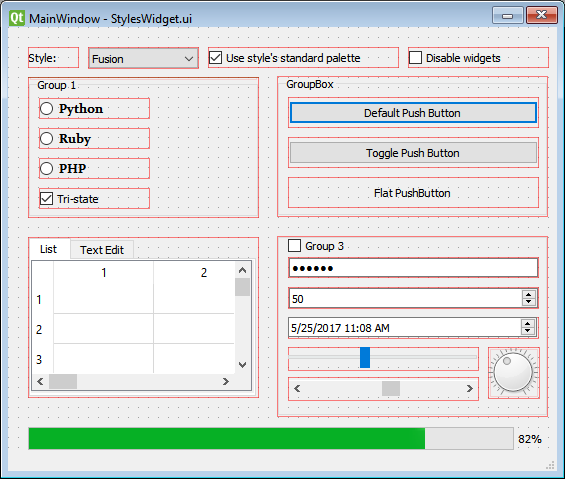 Qt MainWindow - StylesWidget.ui
Style: Fusion Use style's standard palette Disable widgets
Group 1
Python
Ruby
PHP
Tri-state
GroupBox
Default Push Button
Toggle Push Button
Flat PushButton
List Text Edit
1 2
1
2
3
Group 3
●●●●●●
50
5/25/2017 11:08 AM
82%